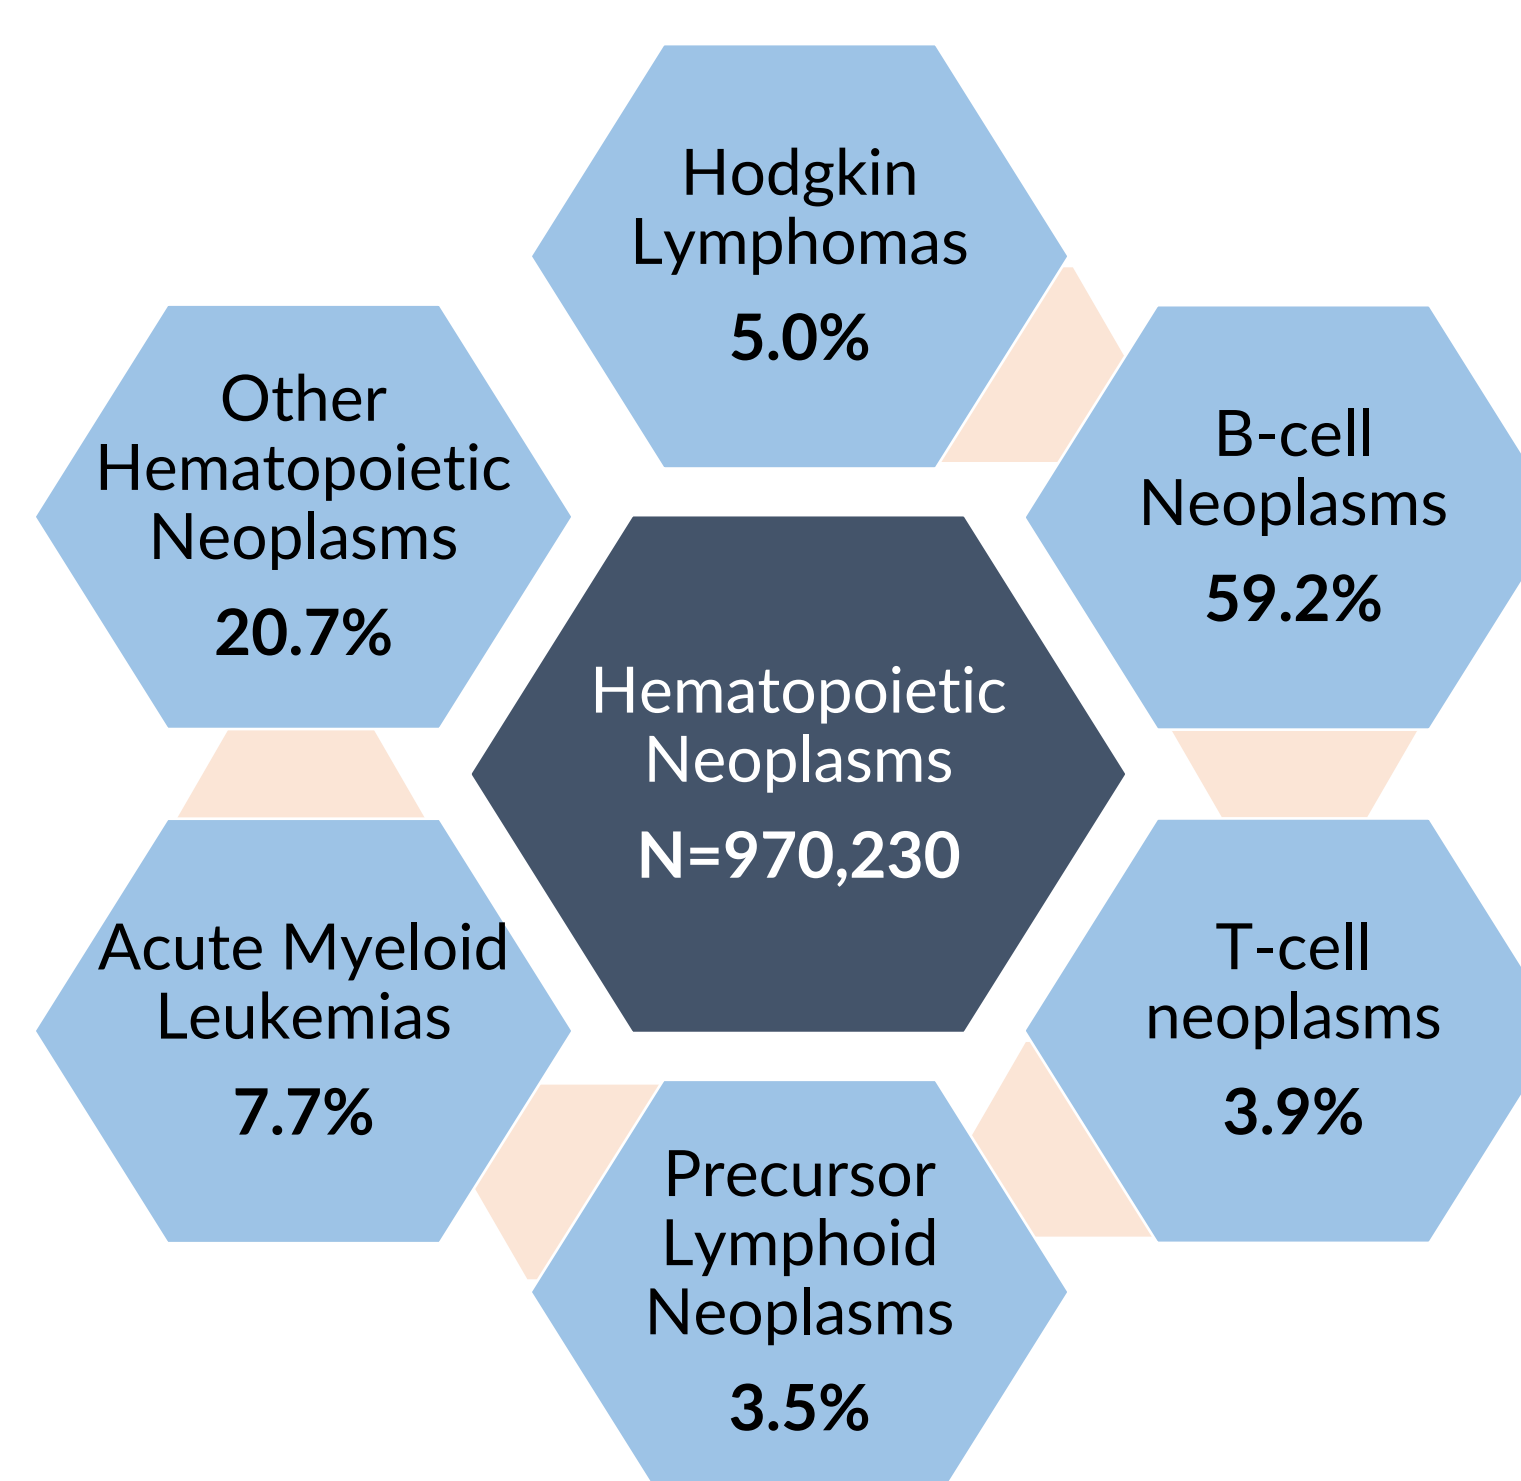 Hodgkin
Lymphomas
5.0%
B-cell
Neoplasms
59.2%
T-cell
neoplasms
3.9%
Precursor
Lymphoid
Neoplasms
3.5%
Acute Myeloid
Leukemias
7.7%
Other
Hematopoietic
Neoplasms
20.7%
Hematopoietic
Neoplasms
N=970,230